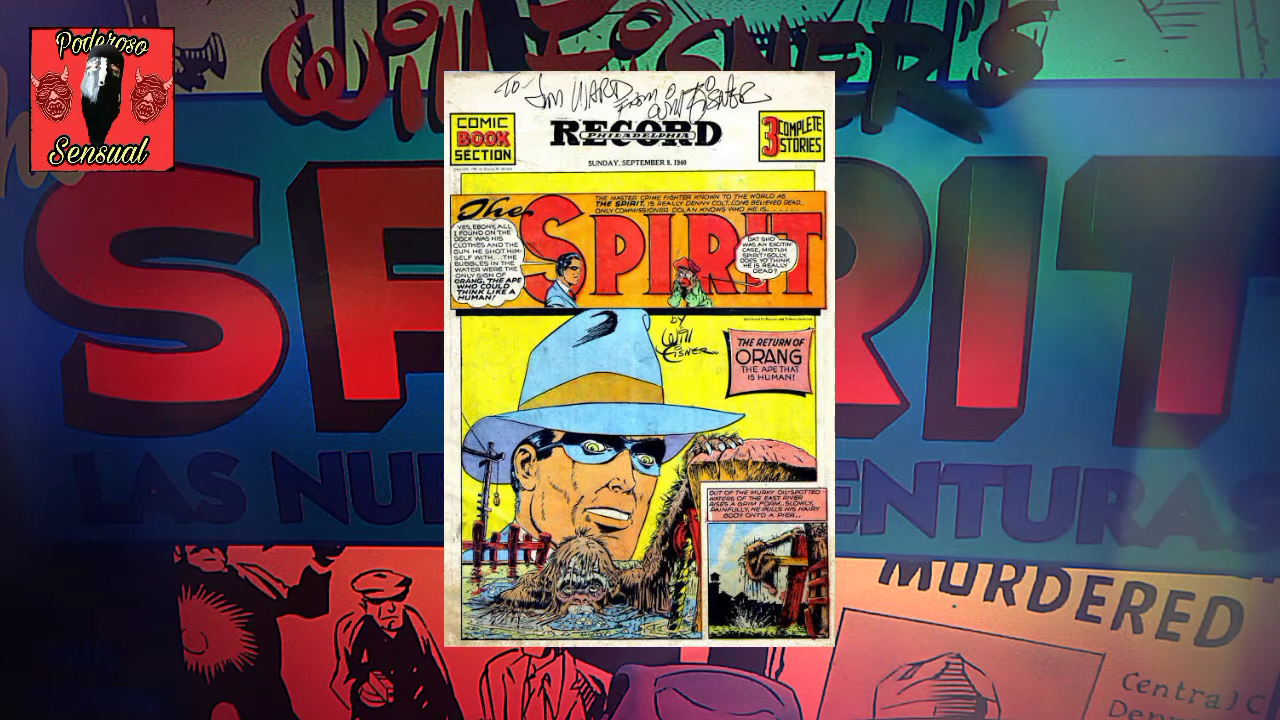 Poderoso
Sensual
Will Eisner's
SPIRIT
LAS NU
ENTURAS
MURDERED
Central C
TO JIM WARD
FROM WILL EISNER
COMIC
BOOK
SECTION
RECORD
PHILADELPHIA
SUNDAY, SEPTEMBER 8, 1940
3 COMPLETE
STORIES
THE MASTER CRIME FIGHTER KNOWN TO THE WORLD AS
THE SPIRIT, IS REALLY DENNY COLT, LONG BELIEVED DEAD..
ONLY COMMISSIONER DOLAN KNOWS WHO HE IS......
The
SPIRIT
YES, EBONY, ALL
I FOUND ON THE
DOCK WAS HIS
CLOTHES AND THE
GUN. HE SHOT HIM-
SELF WITH...THE
BUBBLES IN THE
WATER WERE THE
ONLY SIGN OF
ORANG, THE APE
WHO COULD
THINK LIKE A
HUMAN!
DAT SHO'
WAS AN EXCITIN'
CASE, MISTUH
SPIRIT! GOLLY,
DOES YO' THINK
HE IS REALLY
DEAD?
BY
Will
EISNER
THE RETURN OF
ORANG
THE APE THAT
IS HUMAN!
OUT OF THE MURKY OIL-SPOTTED
WATERS OF THE EAST RIVER
RISES A GRIM FORM..SLOWLY,
PAINFULLY, HE PULLS HIS HAIRY
BODY ONTO A PIER..